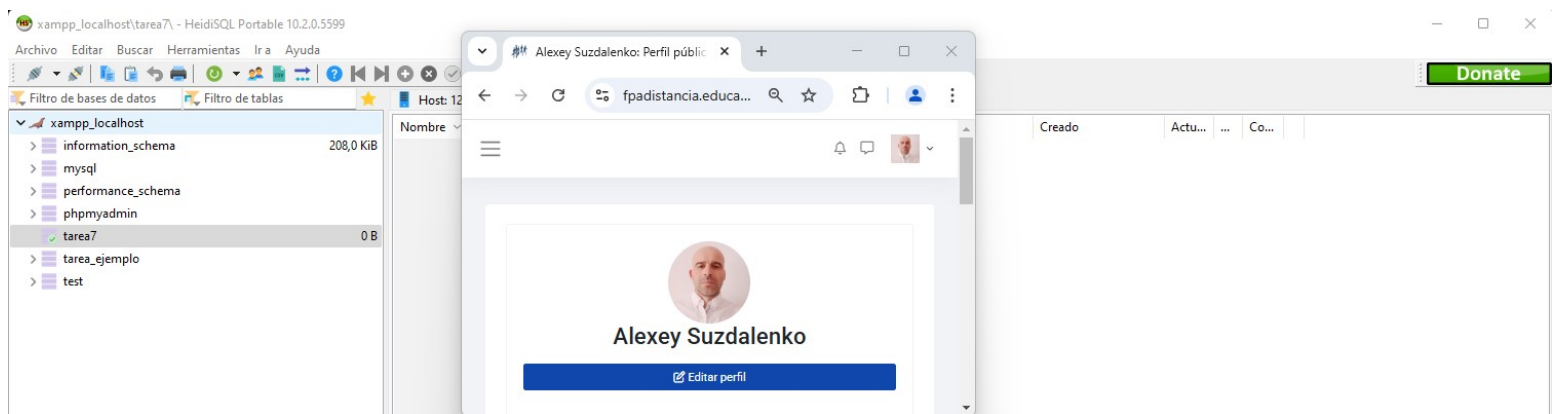 xampp_localhost\tarea7\ - HeidiSQL Portable 10.2.0.5599
Archivo Editar Buscar Herramientas Ir a Ayuda
Donate
Filtro de bases de datos Filtro de tablas
Host: 12
Nombre
Creado Actu... ... Co...
xampp_localhost
information_schema 208,0 KiB
mysql
performance_schema
phpmyadmin
tarea7 0 B
tarea_ejemplo
test
Alexey Suzdalenko: Perfil públic
fpadistancia.educa...
Alexey Suzdalenko
Editar perfil